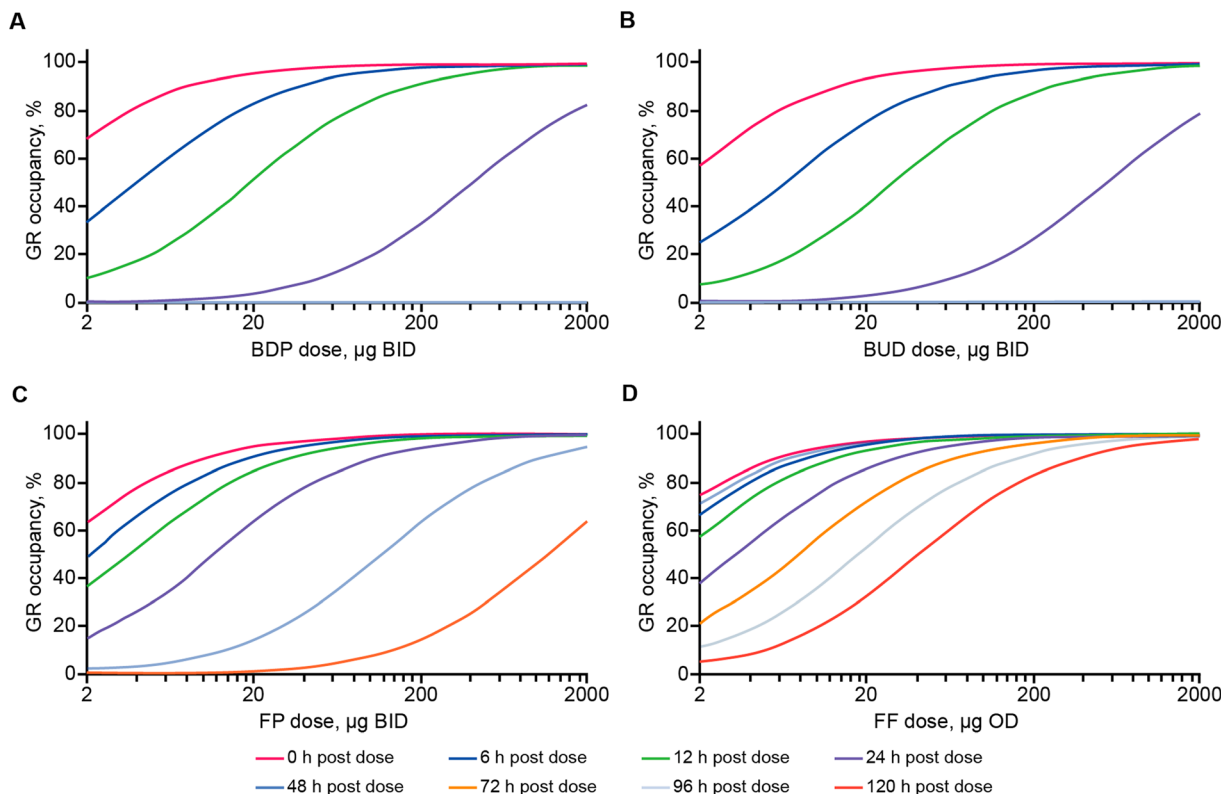 A
B
GR occupancy, %
100
80
60
40
20
0
2
20
200
2000
BDP dose, µg BID
GR occupancy, %
100
80
60
40
20
0
2
20
200
2000
BUD dose, µg BID
C
D
GR occupancy, %
100
80
60
40
20
0
2
20
200
2000
FP dose, µg BID
GR occupancy, %
100
80
60
40
20
0
2
20
200
2000
FF dose, µg OD
0 h post dose
6 h post dose
12 h post dose
24 h post dose
48 h post dose
72 h post dose
96 h post dose
120 h post dose